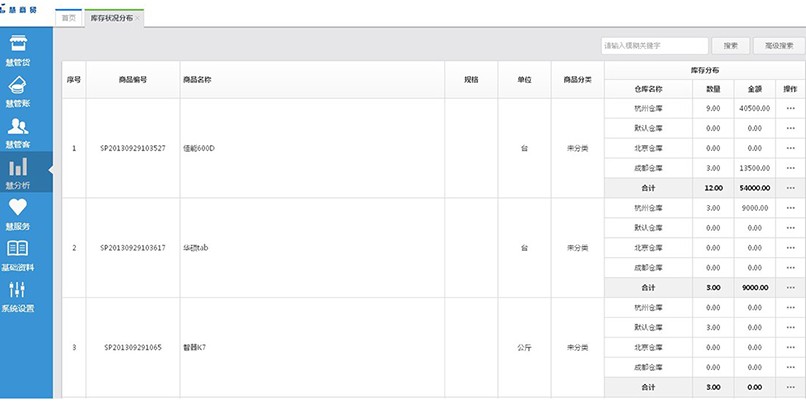 慧商贸
首页 库存状况分布
请输入模糊关键字 搜索 高级搜索
慧管货
慧管账
慧管客
慧分析
慧服务
基础资料
系统设置
序号 商品编号 商品名称 规格 单位 商品分类 库存分布
仓库名称 数量 金额 操作
1 SP20130929103527 佳能600D 台 未分类
杭州仓库 9.00 40500.00 ...
默认仓库 0.00 0.00 ...
北京仓库 0.00 0.00 ...
成都仓库 3.00 13500.00 ...
合计 12.00 54000.00 ...
2 SP20130929103617 华硕tab 台 未分类
杭州仓库 3.00 9000.00 ...
默认仓库 0.00 0.00 ...
北京仓库 0.00 0.00 ...
成都仓库 0.00 0.00 ...
合计 3.00 9000.00 ...
3 SP201309291065 智器K7 公斤 未分类
杭州仓库 0.00 0.00 ...
默认仓库 3.00 0.00 ...
北京仓库 0.00 0.00 ...
成都仓库 0.00 0.00 ...
合计 3.00 0.00 ...